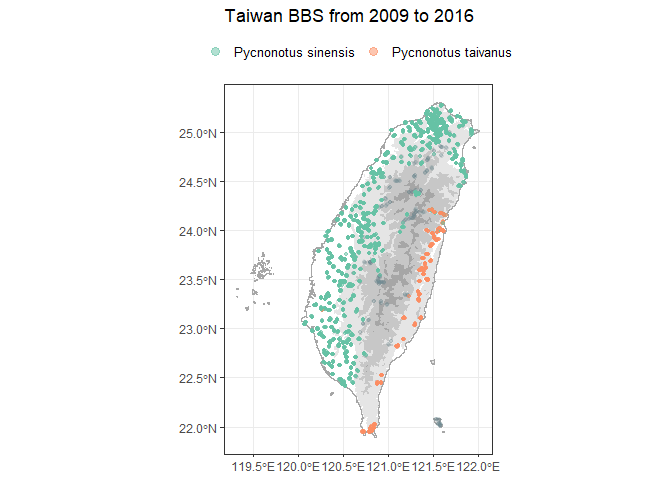 Taiwan BBS from 2009 to 2016
Pycnonotus sinensis Pycnonotus taivanus
25.0°N
24.5°N
24.0°N
23.5°N
23.0°N
22.5°N
22.0°N
119.5°E 120.0°E 120.5°E 121.0°E 121.5°E 122.0°E